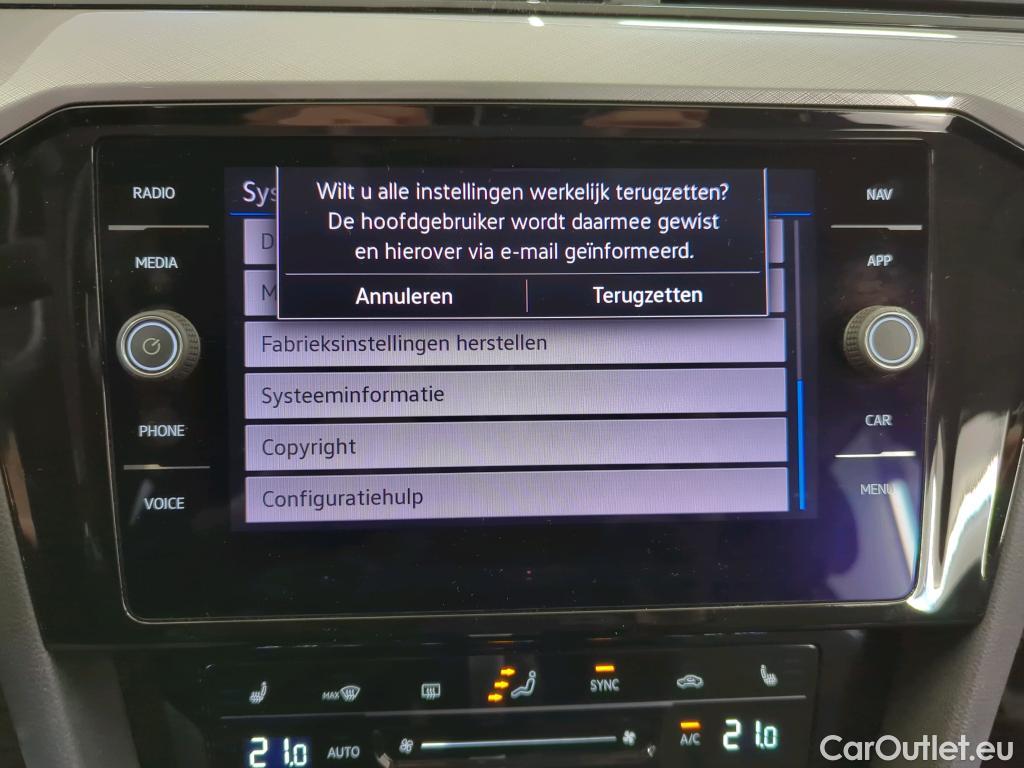 Wilt u alle instellingen werkelijk terugzetten?
De hoofdgebruiker wordt daarmee gewist
en hierover via e-mail geïnformeerd.
Annuleren
Terugzetten
Sys
D
M
Fabrieksinstellingen herstellen
Systeeminformatie
Copyright
Configuratiehulp
RADIO
MEDIA
PHONE
VOICE
NAV
APP
CAR
MENU
MAX
SYNC
21.0
AUTO
A/C
21.0
CarOutlet.eu